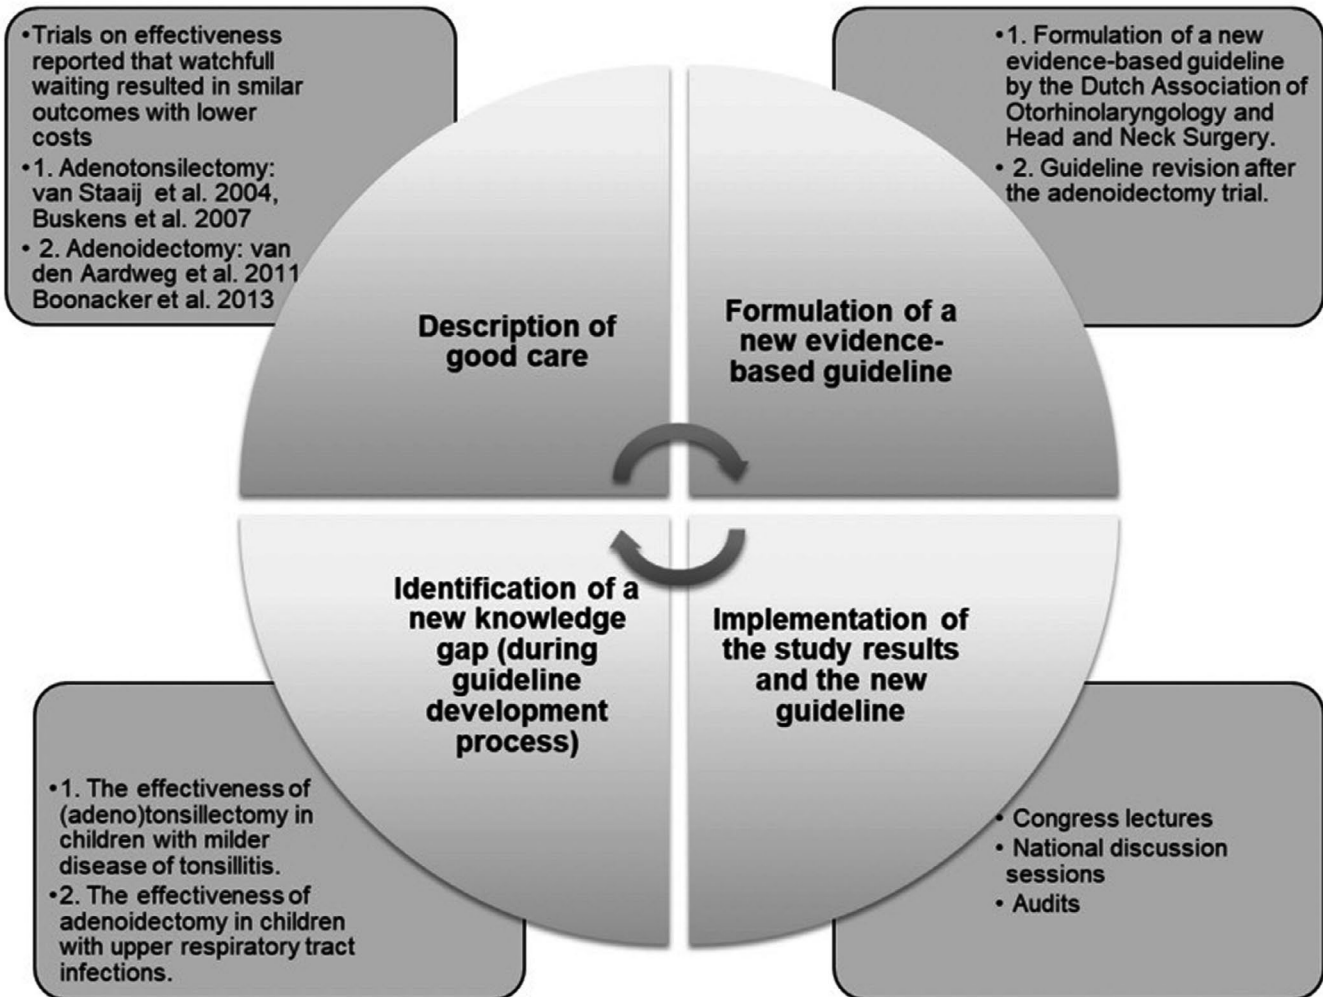 •Trials on effectiveness
reported that watchfull
waiting resulted in smilar
outcomes with lower
costs
•1. Adenotonsilectomy:
van Staaij et al. 2004,
Buskens et al. 2007
• 2. Adenoidectomy: van
den Aardweg et al. 2011
Boonacker et al. 2013
•1. Formulation of a new
evidence-based guideline
by the Dutch Association of
Otorhinolaryngology and
Head and Neck Surgery.
• 2. Guideline revision after
the adenoidectomy trial.
Description of
good care
Formulation of a
new evidence-
based guideline
Identification of a
new knowledge
gap (during
guideline
development
process)
Implementation of
the study results
and the new
guideline
•1. The effectiveness of
(adeno)tonsillectomy in
children with milder
disease of tonsillitis.
•2. The effectiveness of
adenoidectomy in children
with upper respiratory tract
infections.
• Congress lectures
• National discussion
sessions
• Audits